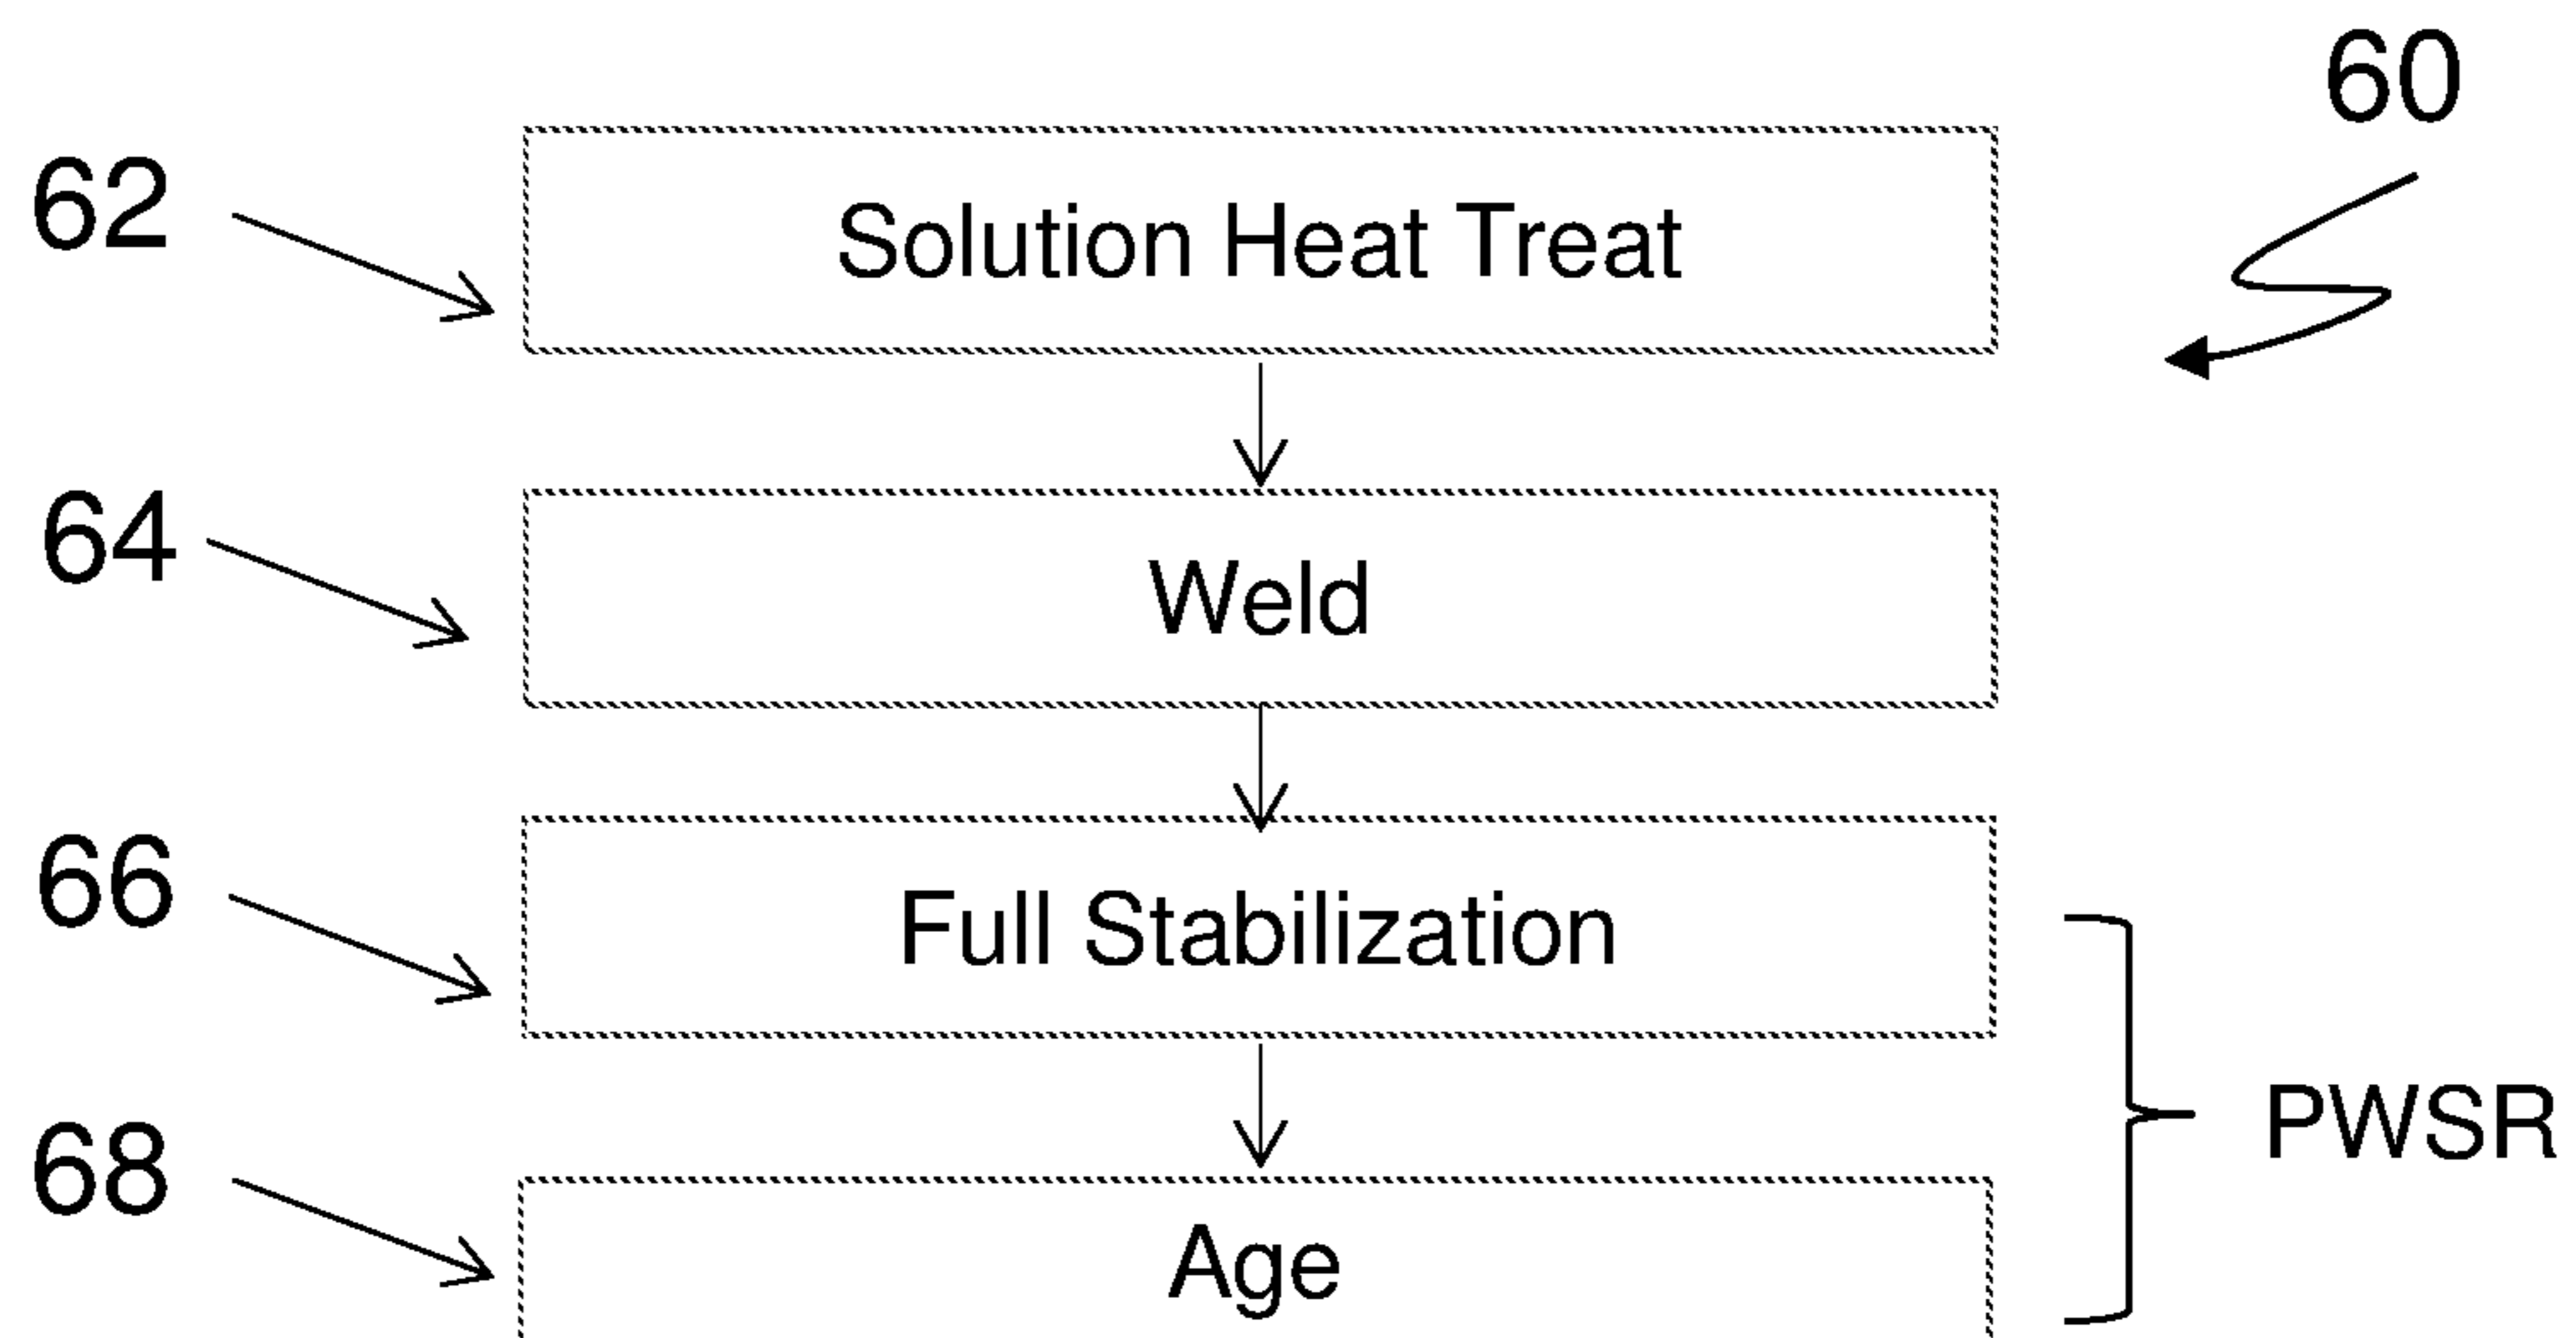 60
62
Solution Heat Treat
64
Weld
66
Full Stabilization
PWSR
68
Age